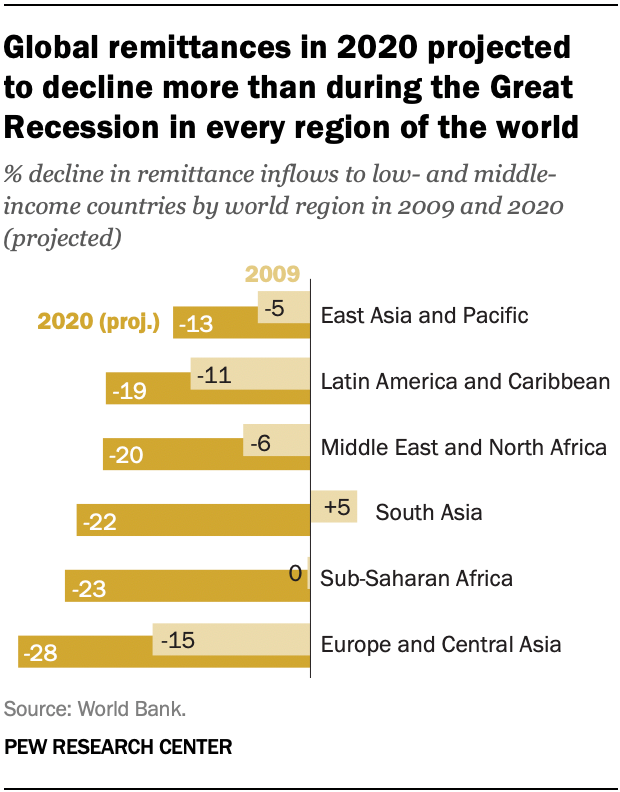 Global remittances in 2020 projected
to decline more than during the Great
Recession in every region of the world
% decline in remittance inflows to low- and middle-
income countries by world region in 2009 and 2020
(projected)
2009
2020 (proj.)
-13
-5
East Asia and Pacific
-19
-11
Latin America and Caribbean
-20
-6
Middle East and North Africa
-22
+5
South Asia
-23
0
Sub-Saharan Africa
-28
-15
Europe and Central Asia
Source: World Bank.
PEW RESEARCH CENTER